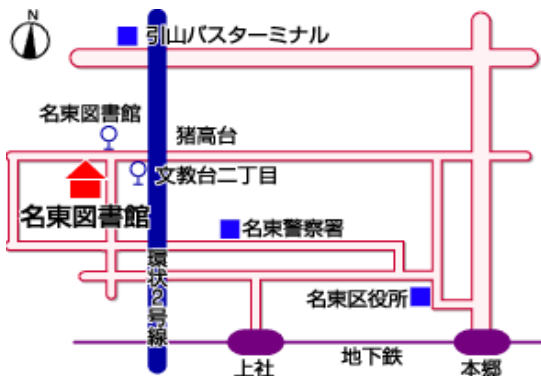 N
引山バスターミナル
名東図書館
猪高台
文教台二丁目
名東図書館
名東警察署
環状2号線
名東区役所
上社
地下鉄
本郷